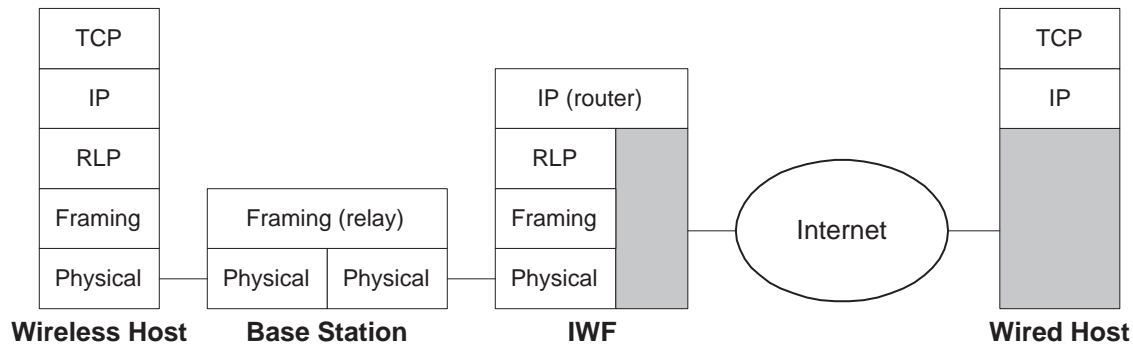 TCP
TCP
IP
IP (router)
IP
RLP
RLP
Framing
Framing (relay)
Framing
Internet
Physical
Physical
Physical
Physical
Wireless Host
Base Station
IWF
Wired Host